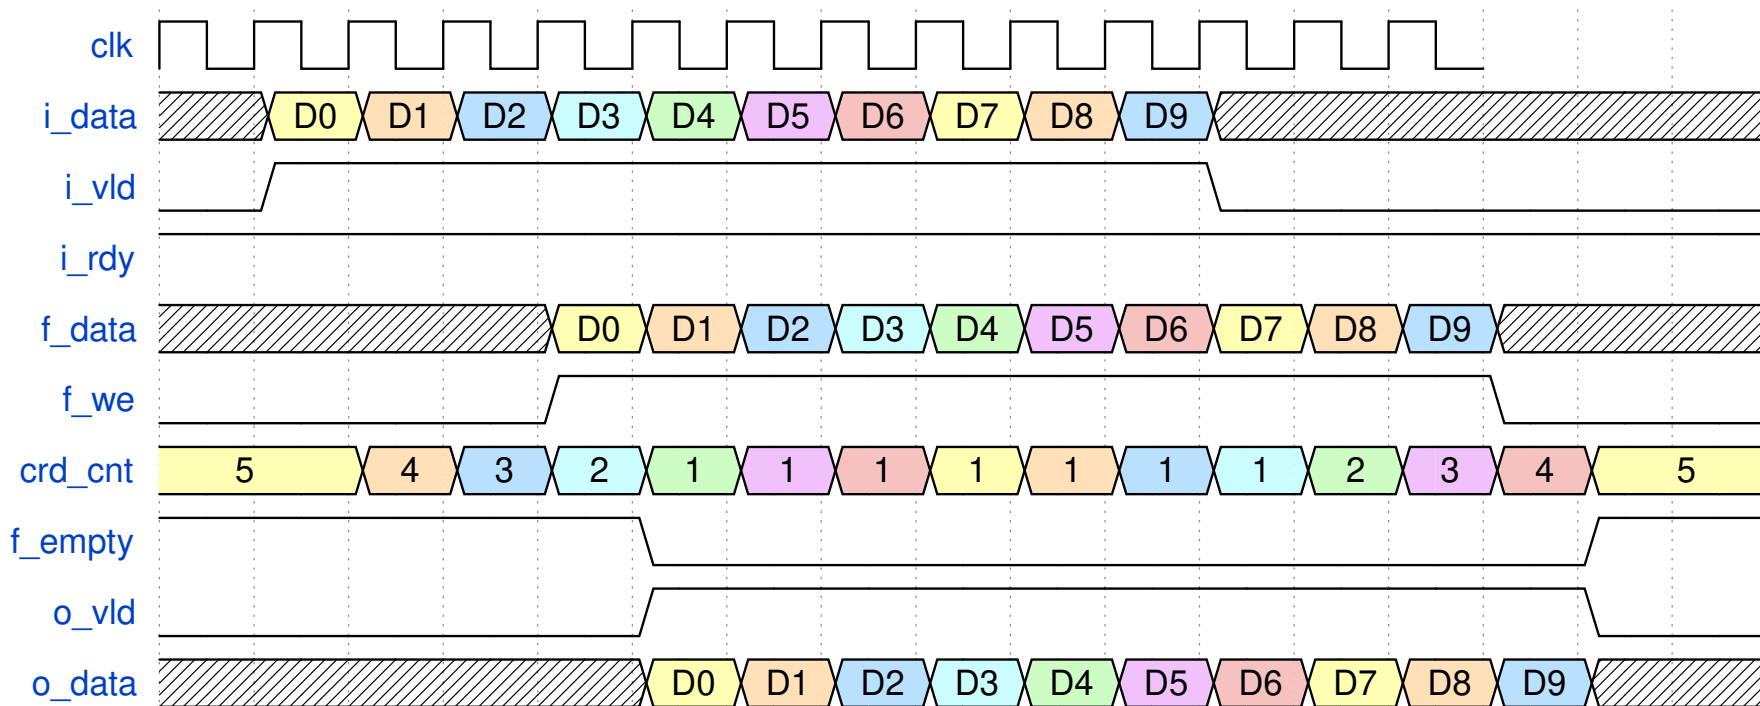 clk
i_data D0 D1 D2 D3 D4 D5 D6 D7 D8 D9
i_vld
i_rdy
f_data D0 D1 D2 D3 D4 D5 D6 D7 D8 D9
f_we
crd_cnt 5 4 3 2 1 1 1 1 1 1 1 2 3 4 5
f_empty
o_vld
o_data D0 D1 D2 D3 D4 D5 D6 D7 D8 D9